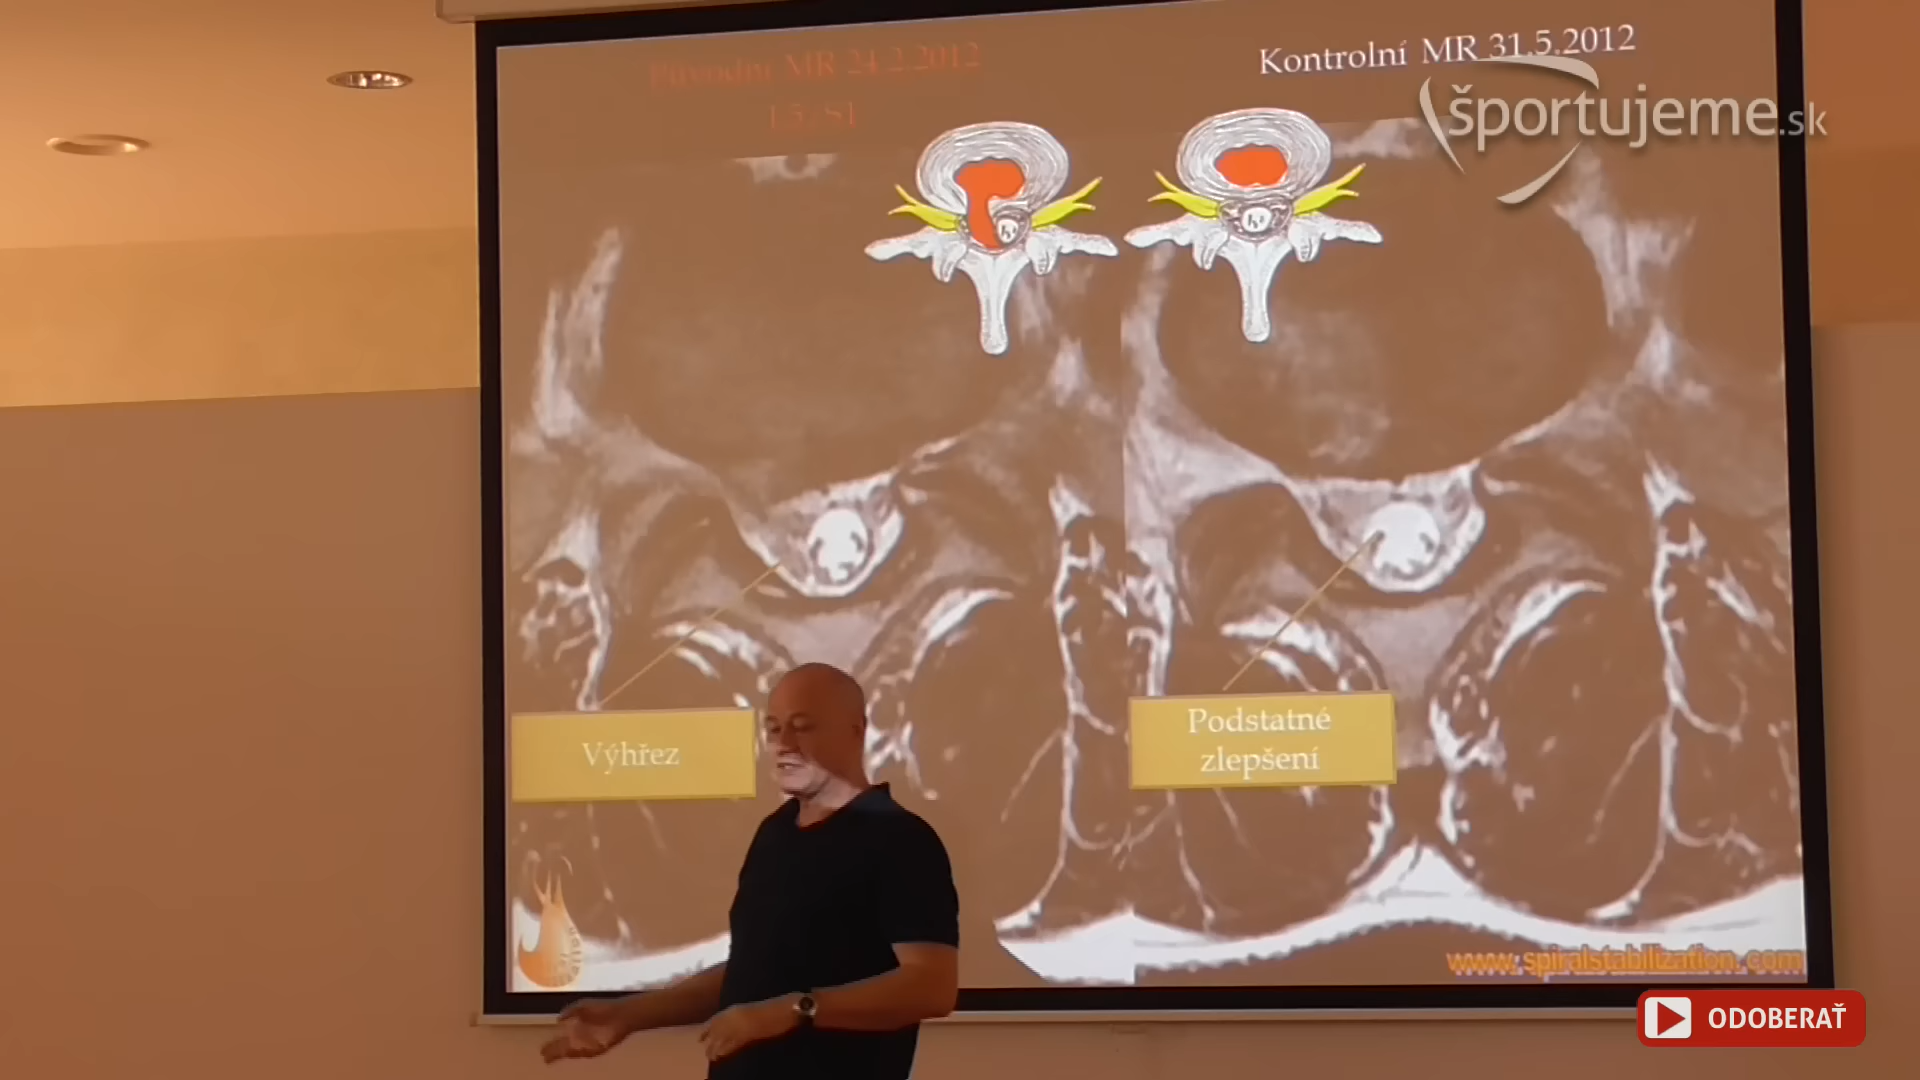 Původní MR 24.2.2012
L5/S1
Kontrolní MR 31.5.2012
športujeme.sk
Výhřez
Podstatné
zlepšení
www.spiralstabilization.com
ODOBERAŤ